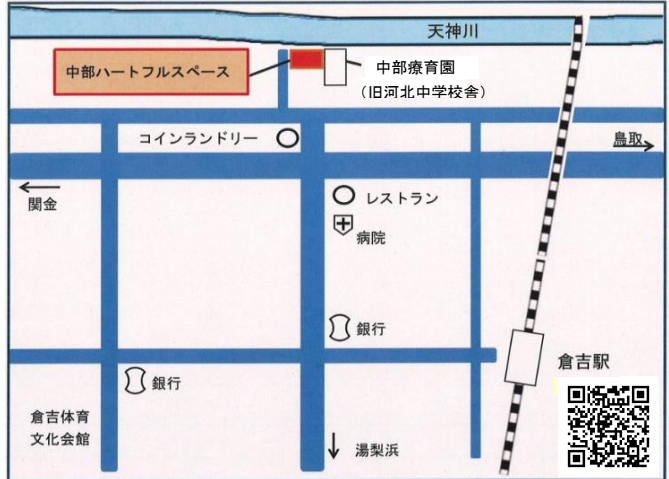 天神川
中部ハートフルスペース
中部療育園
(旧河北中学校舎)
コインランドリー
鳥取
関金
レストラン
病院
銀行
倉吉駅
銀行
倉吉体育
文化会館
湯梨浜